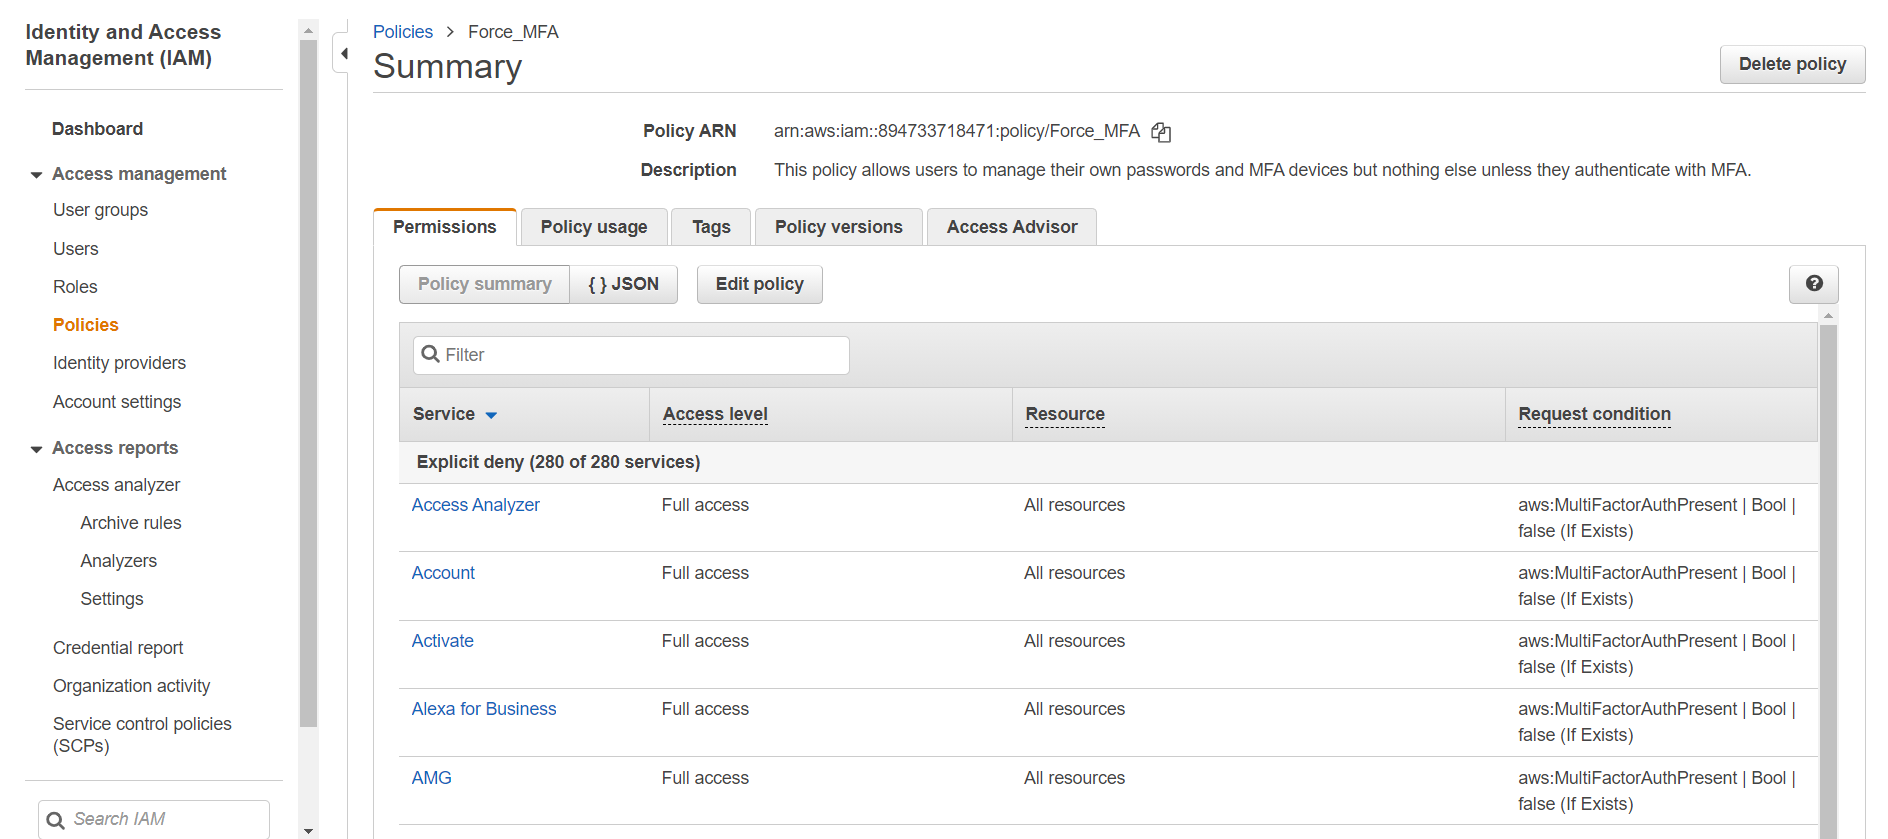 Identity and Access
Management (IAM)
Dashboard
Access management
User groups
Users
Roles
Policies
Identity providers
Account settings
Access reports
Access analyzer
Archive rules
Analyzers
Settings
Credential report
Organization activity
Service control policies
(SCPs)
Search IAM
Policies > Force_MFA
Summary
Delete policy
Policy ARN arn:aws:iam::894733718471:policy/Force_MFA
Description This policy allows users to manage their own passwords and MFA devices but nothing else unless they authenticate with MFA.
Permissions Policy usage Tags Policy versions Access Advisor
Policy summary { } JSON Edit policy ?
Filter
Service Access level Resource Request condition
Explicit deny (280 of 280 services)
Access Analyzer Full access All resources aws:MultiFactorAuthPresent | Bool |
false (If Exists)
Account Full access All resources aws:MultiFactorAuthPresent | Bool |
false (If Exists)
Activate Full access All resources aws:MultiFactorAuthPresent | Bool |
false (If Exists)
Alexa for Business Full access All resources aws:MultiFactorAuthPresent | Bool |
false (If Exists)
AMG Full access All resources aws:MultiFactorAuthPresent | Bool |
false (If Exists)